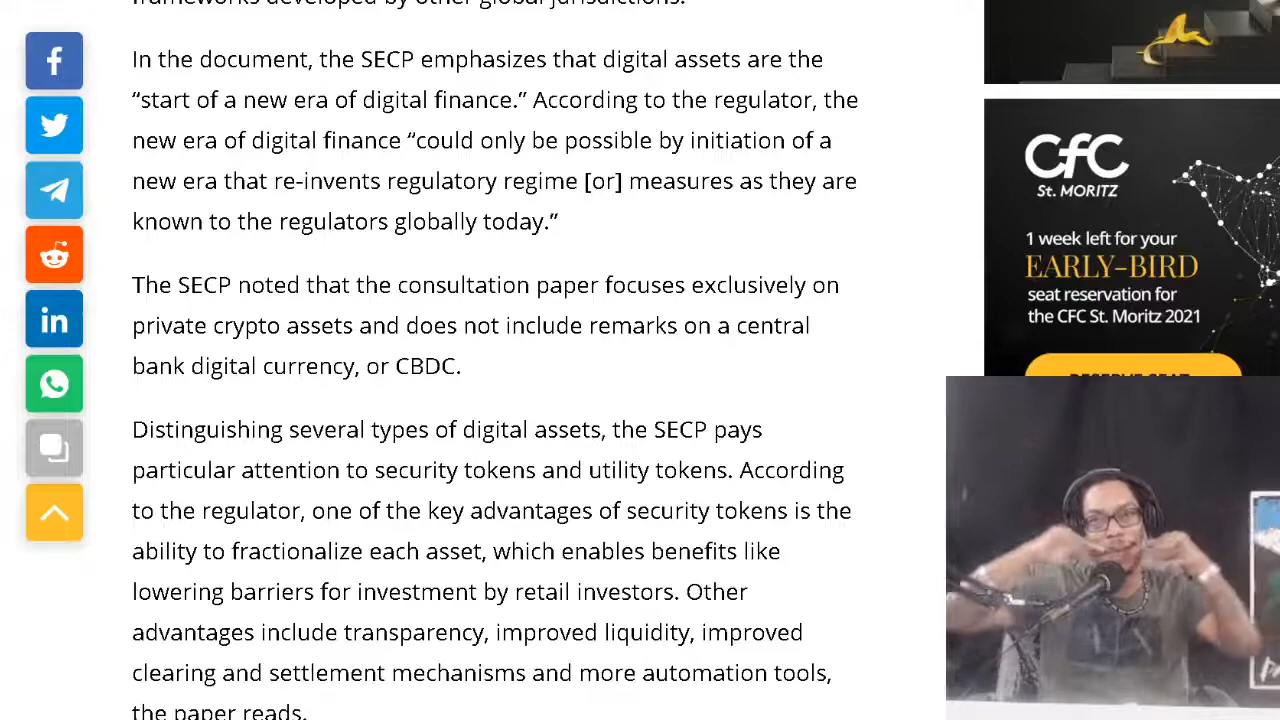 In the document, the SECP emphasizes that digital assets are the
“start of a new era of digital finance.” According to the regulator, the
new era of digital finance “could only be possible by initiation of a
new era that re-invents regulatory regime [or] measures as they are
known to the regulators globally today.”
The SECP noted that the consultation paper focuses exclusively on
private crypto assets and does not include remarks on a central
bank digital currency, or CBDC.
Distinguishing several types of digital assets, the SECP pays
particular attention to security tokens and utility tokens. According
to the regulator, one of the key advantages of security tokens is the
ability to fractionalize each asset, which enables benefits like
lowering barriers for investment by retail investors. Other
advantages include transparency, improved liquidity, improved
clearing and settlement mechanisms and more automation tools,
the paper reads.
CfC
St. MORITZ
1 week left for your
EARLY-BIRD
seat reservation for
the CFC St. Moritz 2021